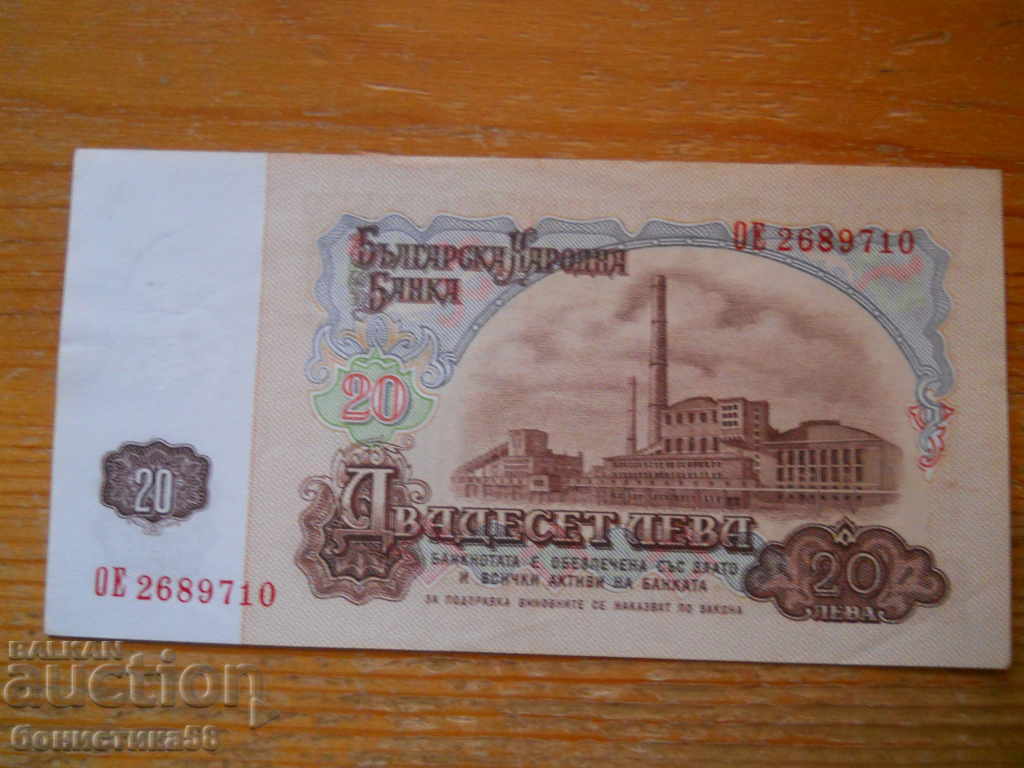 ОЕ 2689710
Българска Народна
Банка
20
Двадесет лева
Банкнотата е обезпечена със злато
и всички активи на банката
За подправка виновните се наказват по закона
20
лева
20
ОЕ 2689710
BALKAN
auction
бонистика58